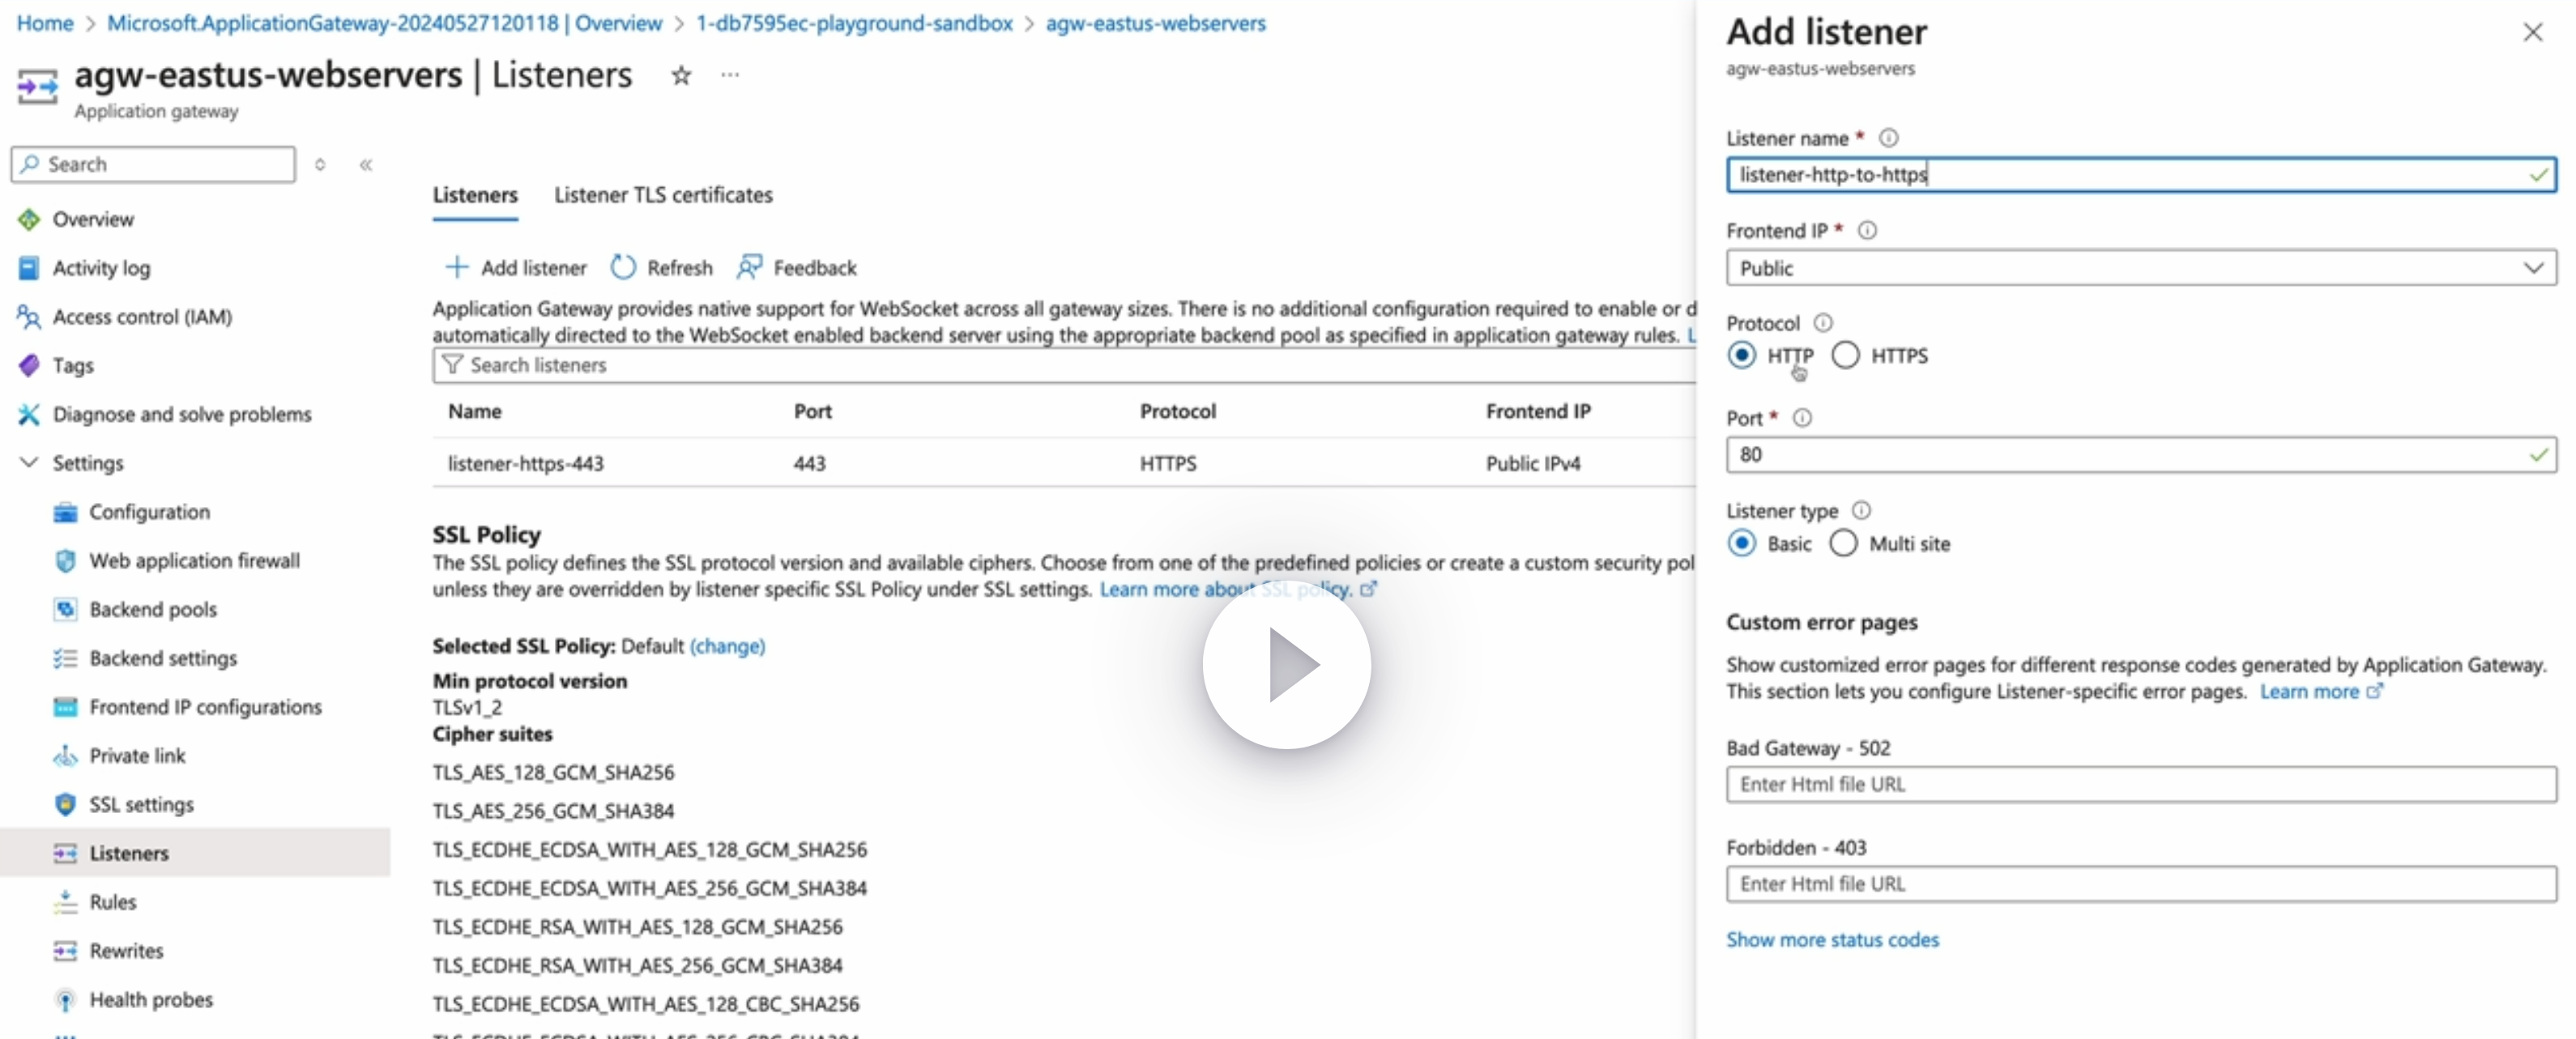 Home > Microsoft.ApplicationGateway-20240527120118 | Overview > 1-db7595ec-playground-sandbox > agw-eastus-webservers
agw-eastus-webservers | Listeners
Application gateway
Search
Overview
Activity log
Access control (IAM)
Tags
Diagnose and solve problems
Settings
Configuration
Web application firewall
Backend pools
Backend settings
Frontend IP configurations
Private link
SSL settings
Listeners
Rules
Rewrites
Health probes
Listeners Listener TLS certificates
Add listener Refresh Feedback
Application Gateway provides native support for WebSocket across all gateway sizes. There is no additional configuration required to enable or d
automatically directed to the WebSocket enabled backend server using the appropriate backend pool as specified in application gateway rules. L
Search listeners
Name Port Protocol Frontend IP
listener-https-443 443 HTTPS Public IPv4
SSL Policy
The SSL policy defines the SSL protocol version and available ciphers. Choose from one of the predefined policies or create a custom security pol
unless they are overridden by listener specific SSL Policy under SSL settings. Learn more about SSL policy.
Selected SSL Policy: Default (change)
Min protocol version
TLSv1_2
Cipher suites
TLS_AES_128_GCM_SHA256
TLS_AES_256_GCM_SHA384
TLS_ECDHE_ECDSA_WITH_AES_128_GCM_SHA256
TLS_ECDHE_ECDSA_WITH_AES_256_GCM_SHA384
TLS_ECDHE_RSA_WITH_AES_128_GCM_SHA256
TLS_ECDHE_RSA_WITH_AES_256_GCM_SHA384
TLS_ECDHE_ECDSA_WITH_AES_128_CBC_SHA256
Add listener
agw-eastus-webservers
Listener name *
listener-http-to-https
Frontend IP *
Public
Protocol
HTTP HTTPS
Port *
80
Listener type
Basic Multi site
Custom error pages
Show customized error pages for different response codes generated by Application Gateway.
This section lets you configure Listener-specific error pages. Learn more
Bad Gateway - 502
Enter Html file URL
Forbidden - 403
Enter Html file URL
Show more status codes